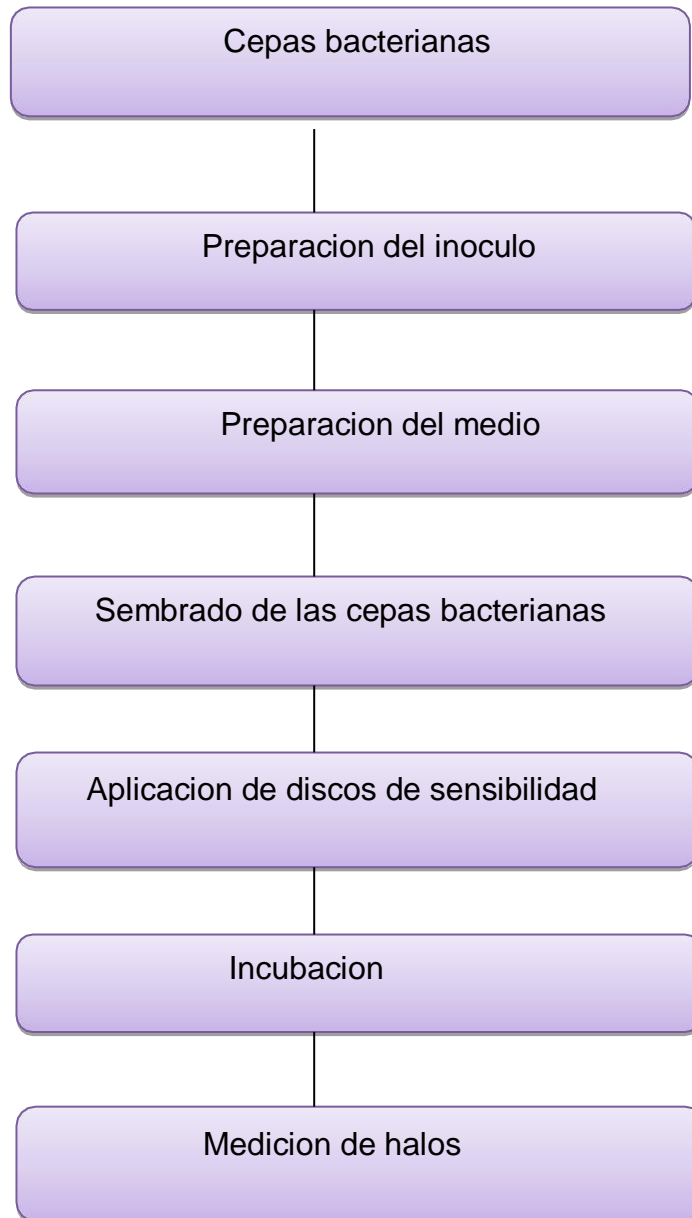 Cepas bacterianas
Preparacion del inoculo
Preparacion del medio
Sembrado de las cepas bacterianas
Aplicacion de discos de sensibilidad
Incubacion
Medicion de halos